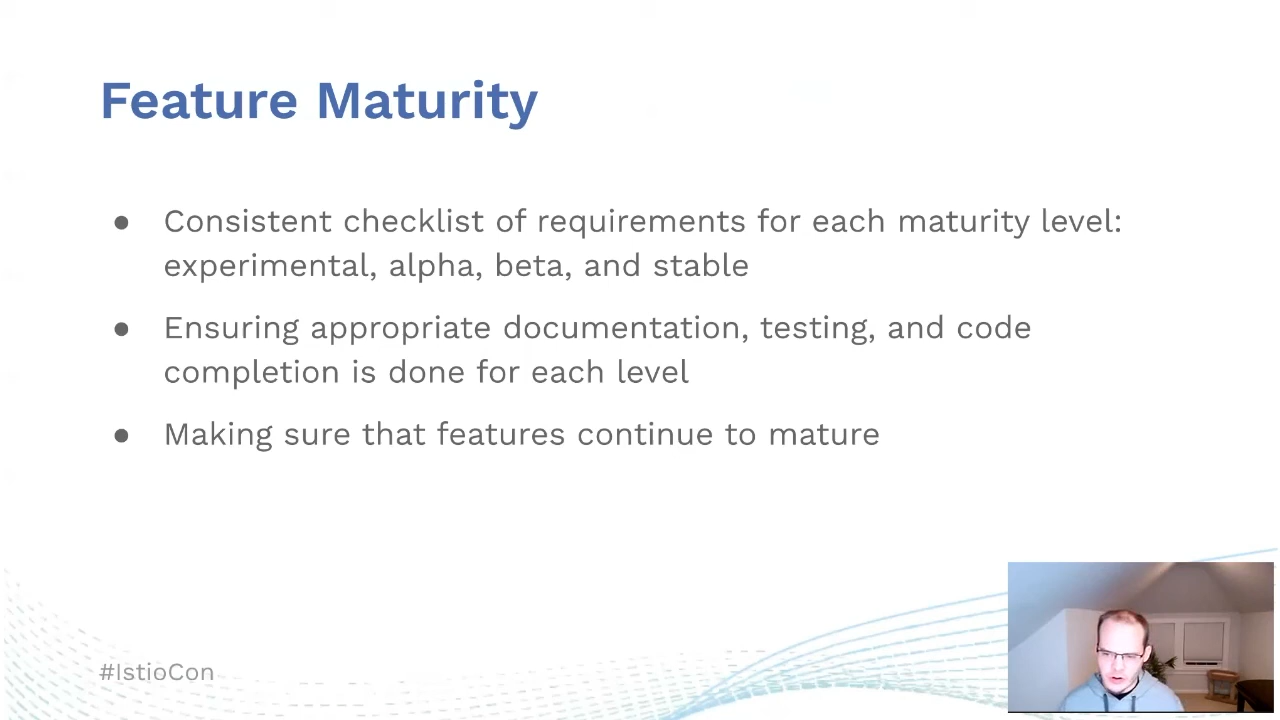 Feature Maturity
● Consistent checklist of requirements for each maturity level:
experimental, alpha, beta, and stable
● Ensuring appropriate documentation, testing, and code
completion is done for each level
● Making sure that features continue to mature
#IstioCon